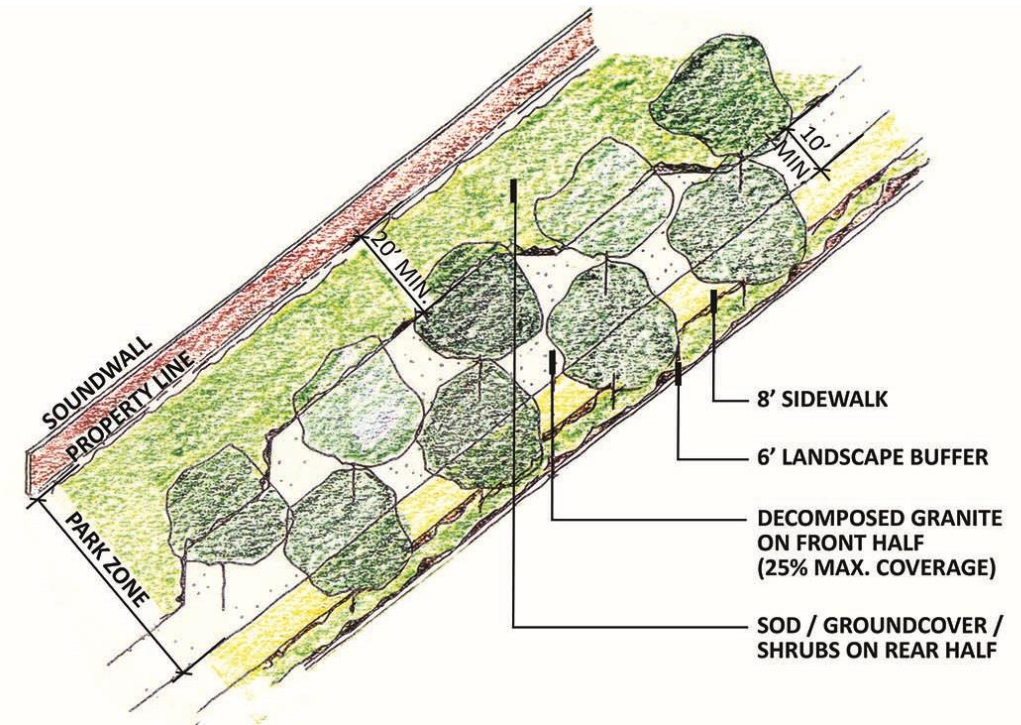 SOUNDWALL
PROPERTY LINE
PARK ZONE
20' MIN.
10'
MIN
8' SIDEWALK
6' LANDSCAPE BUFFER
DECOMPOSED GRANITE
ON FRONT HALF
(25% MAX. COVERAGE)
SOD / GROUNDCOVER /
SHRUBS ON REAR HALF